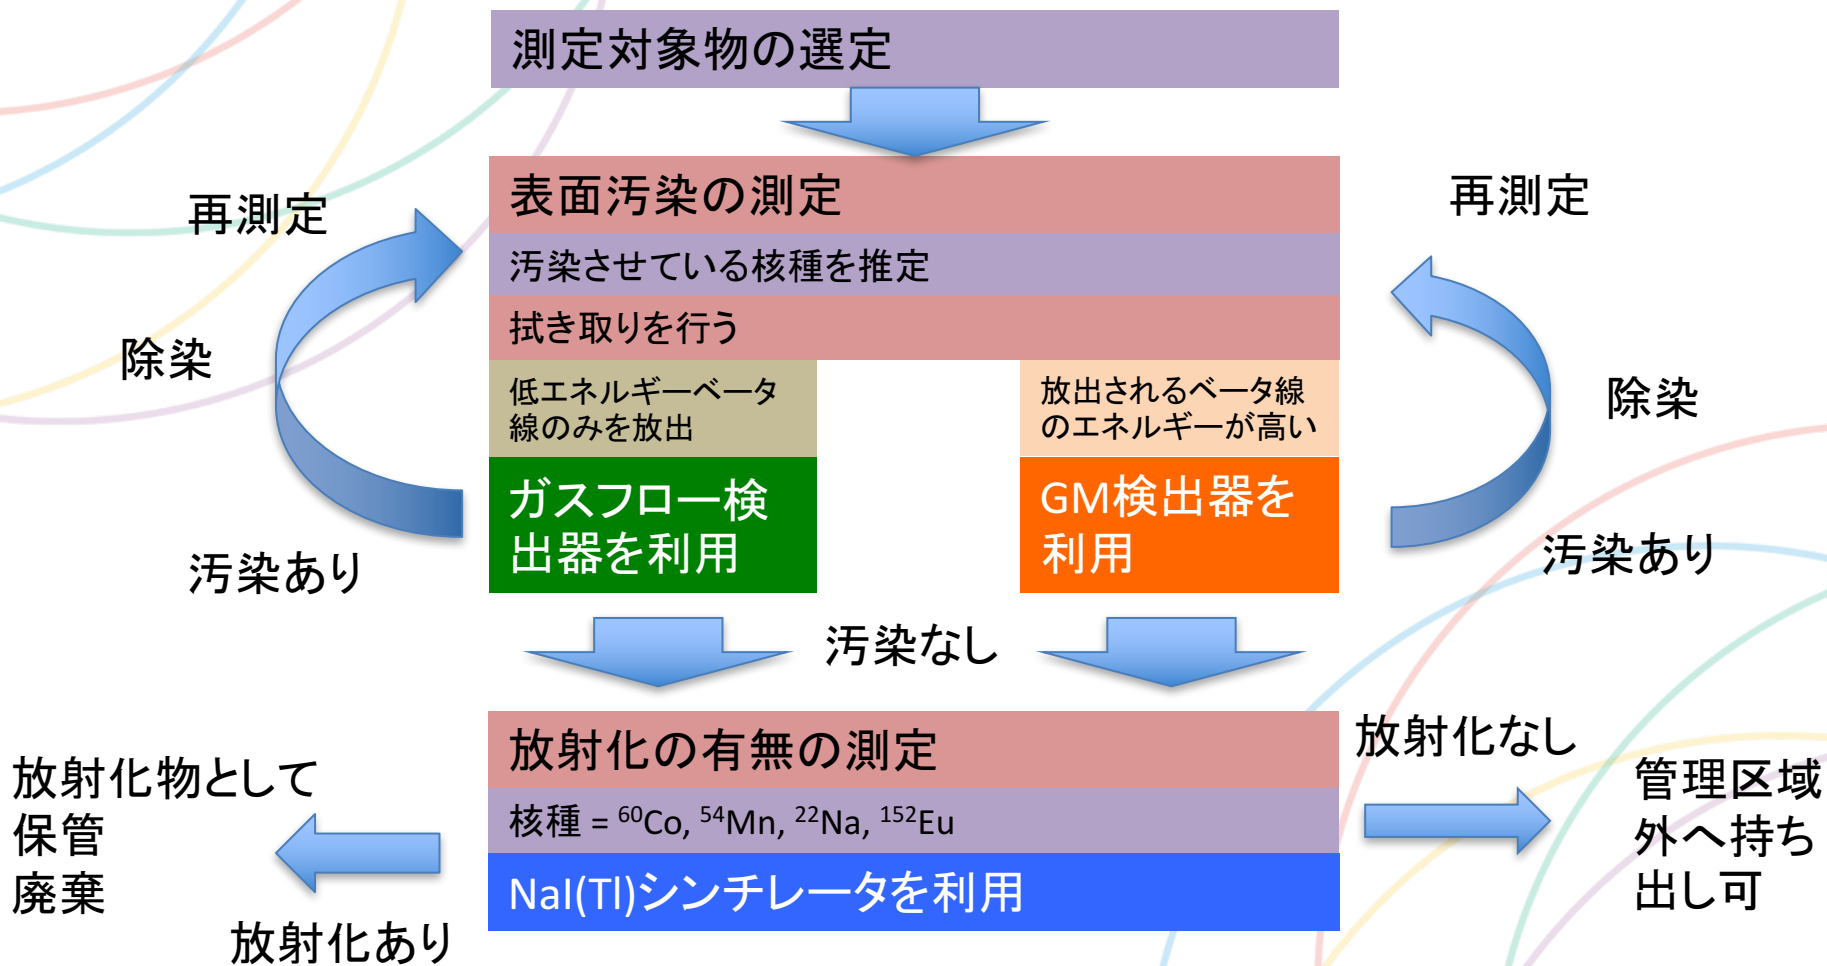 測定対象物の選定
表面汚染の測定
汚染させている核種を推定
拭き取りを行う
低エネルギーベータ
線のみを放出
放出されるベータ線
のエネルギーが高い
ガスフロー検
出器を利用
GM検出器を
利用
再測定
除染
汚染あり
再測定
除染
汚染あり
汚染なし
放射化の有無の測定
核種 = ⁶⁰Co, ⁵⁴Mn, ²²Na, ¹⁵²Eu
NaI(Tl)シンチレータを利用
放射化物として
保管
廃棄
放射化あり
放射化なし
管理区域
外へ持ち
出し可